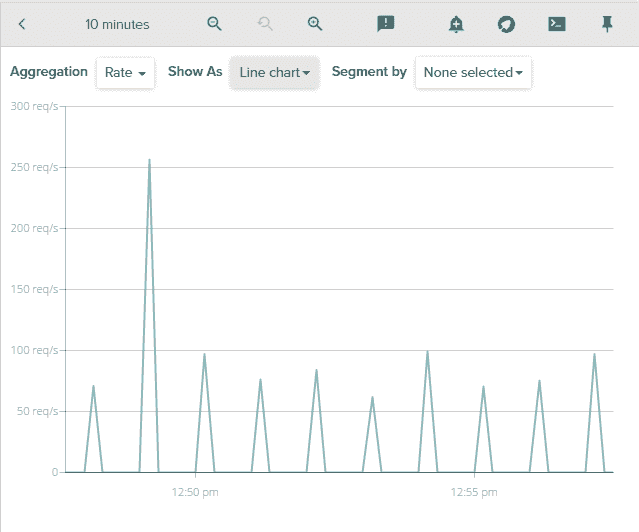 10 minutes
Aggregation Rate Show As Line chart Segment by None selected
300 req/s
250 req/s
200 req/s
150 req/s
100 req/s
50 req/s
0
12:50 pm 12:55 pm